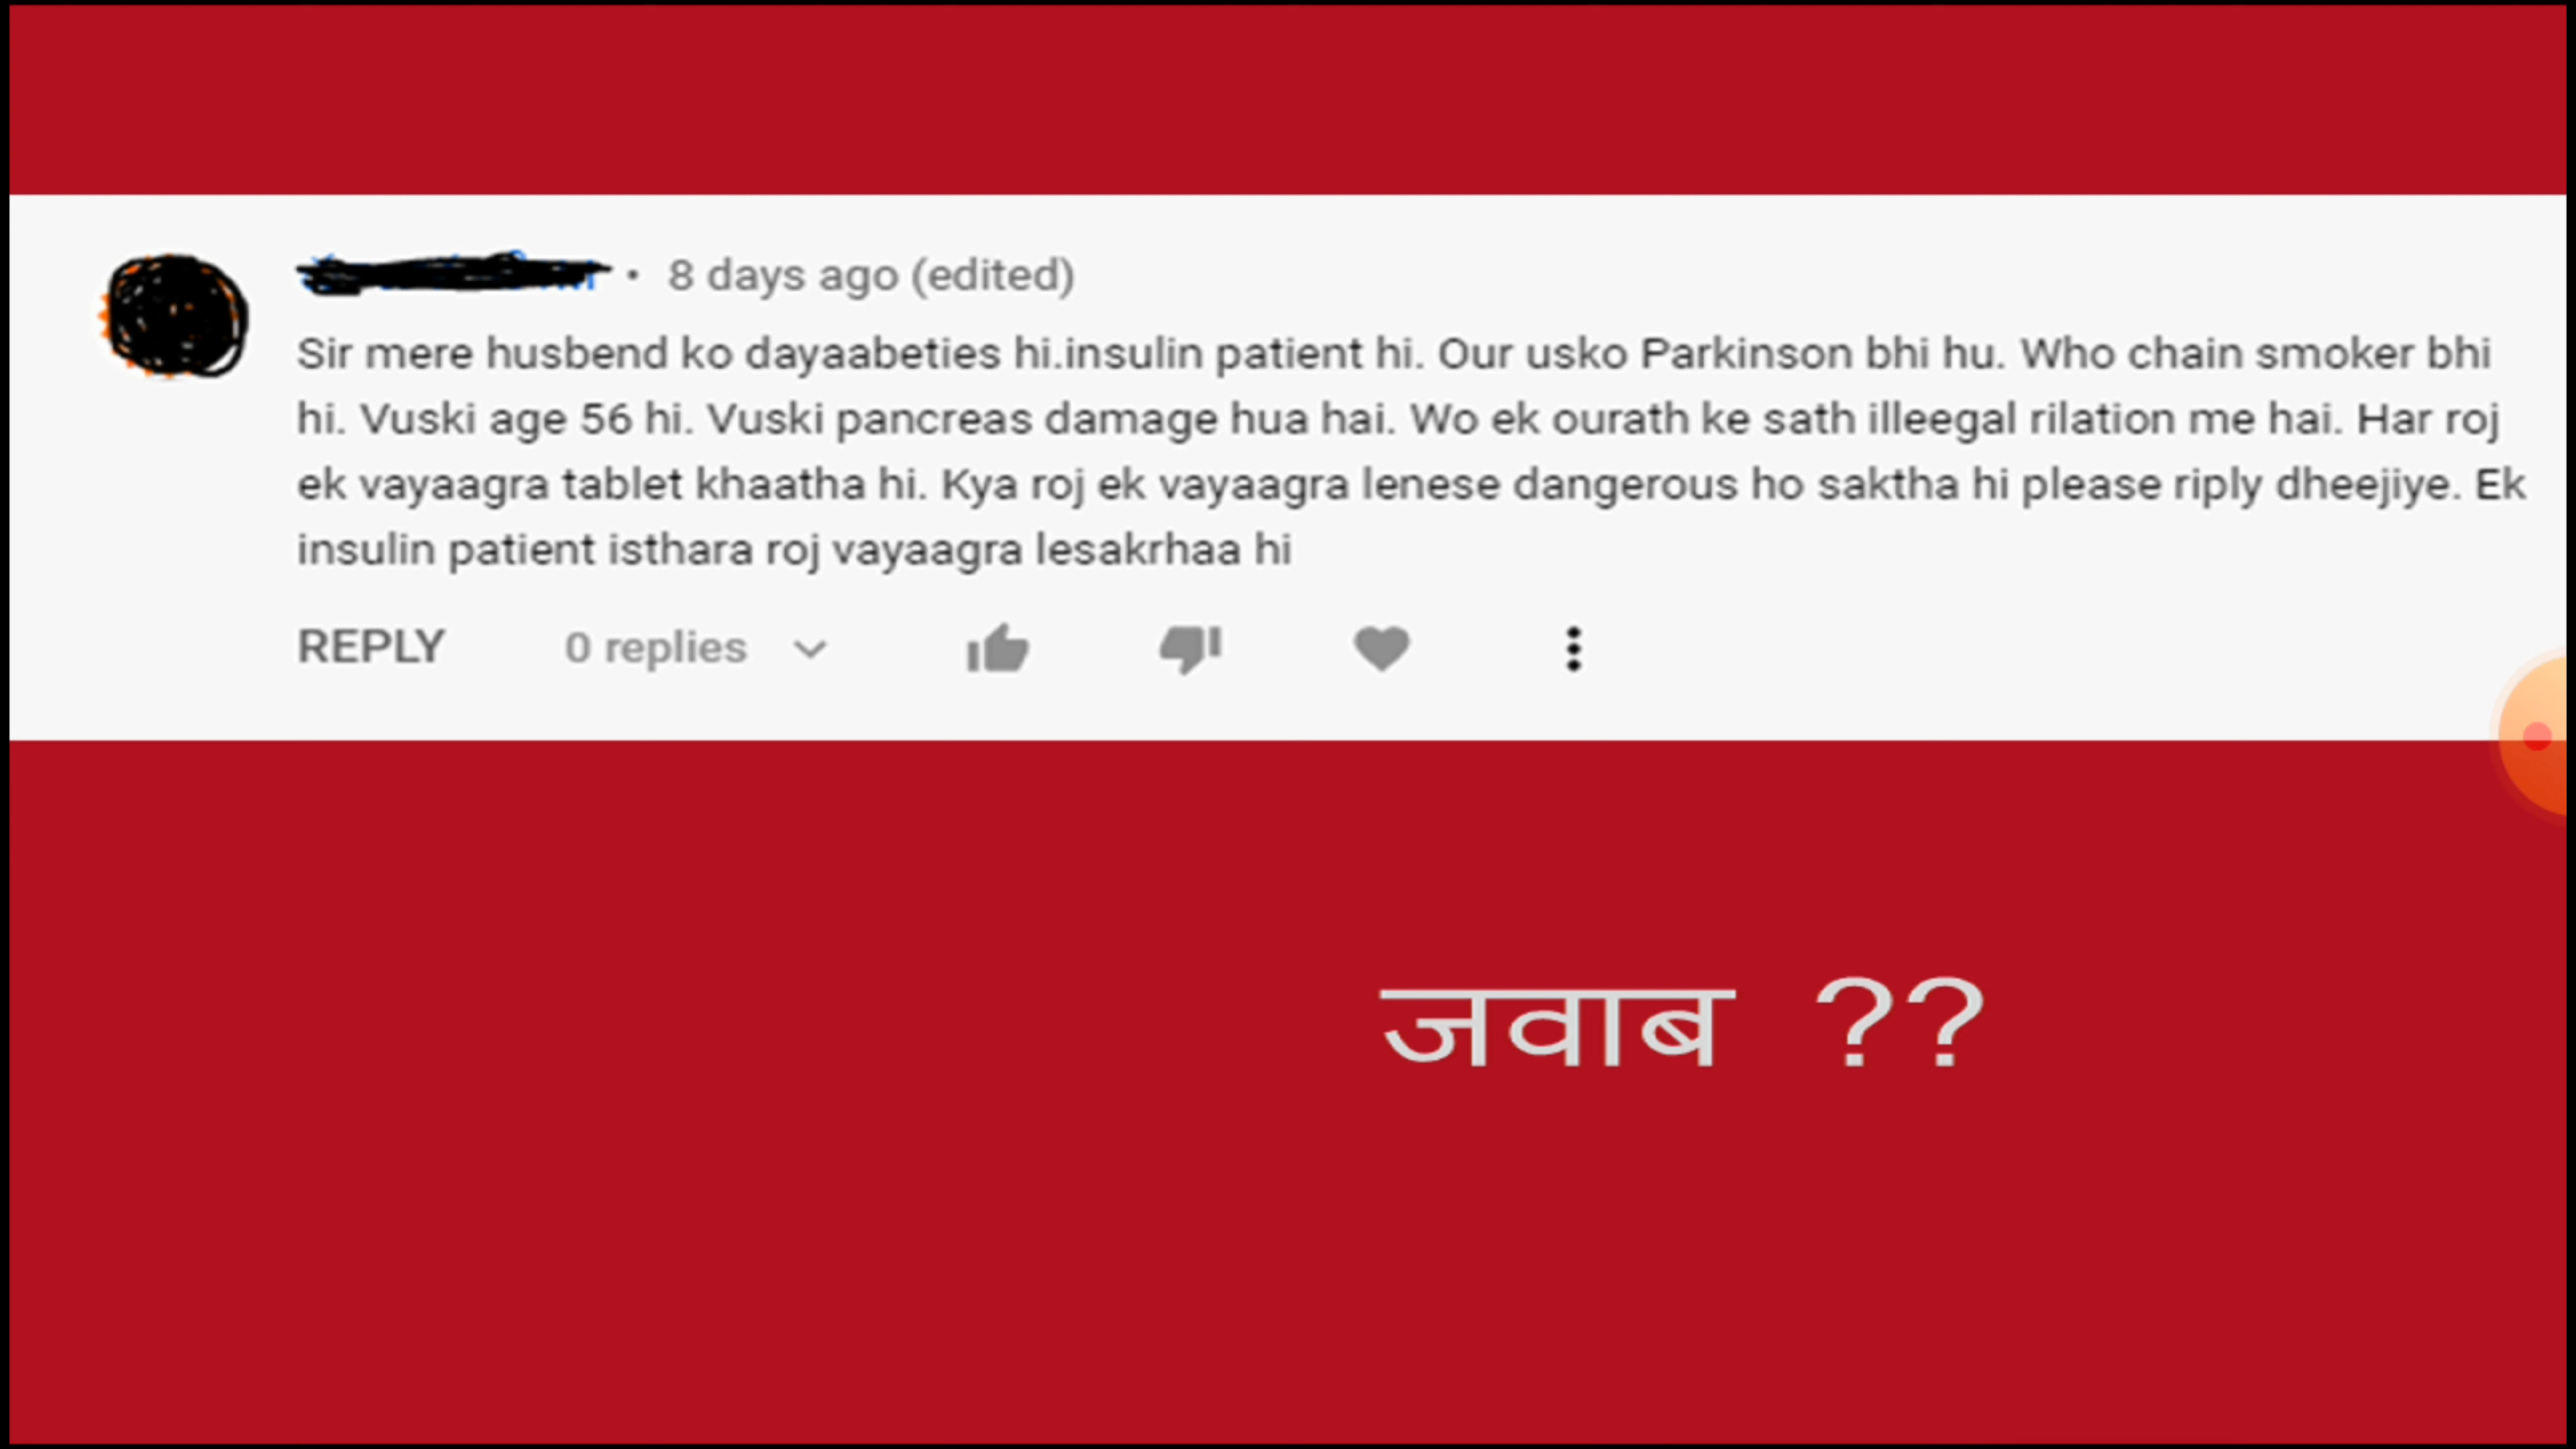 • 8 days ago (edited)
Sir mere husbend ko dayaabeties hi.insulin patient hi. Our usko Parkinson bhi hu. Who chain smoker bhi
hi. Vuski age 56 hi. Vuski pancreas damage hua hai. Wo ek ourath ke sath illeegal rilation me hai. Har roj
ek vayaagra tablet khaatha hi. Kya roj ek vayaagra lenese dangerous ho saktha hi please riply dheejiye. Ek
insulin patient isthara roj vayaagra lesakrhaa hi
REPLY 0 replies
जवाब ??